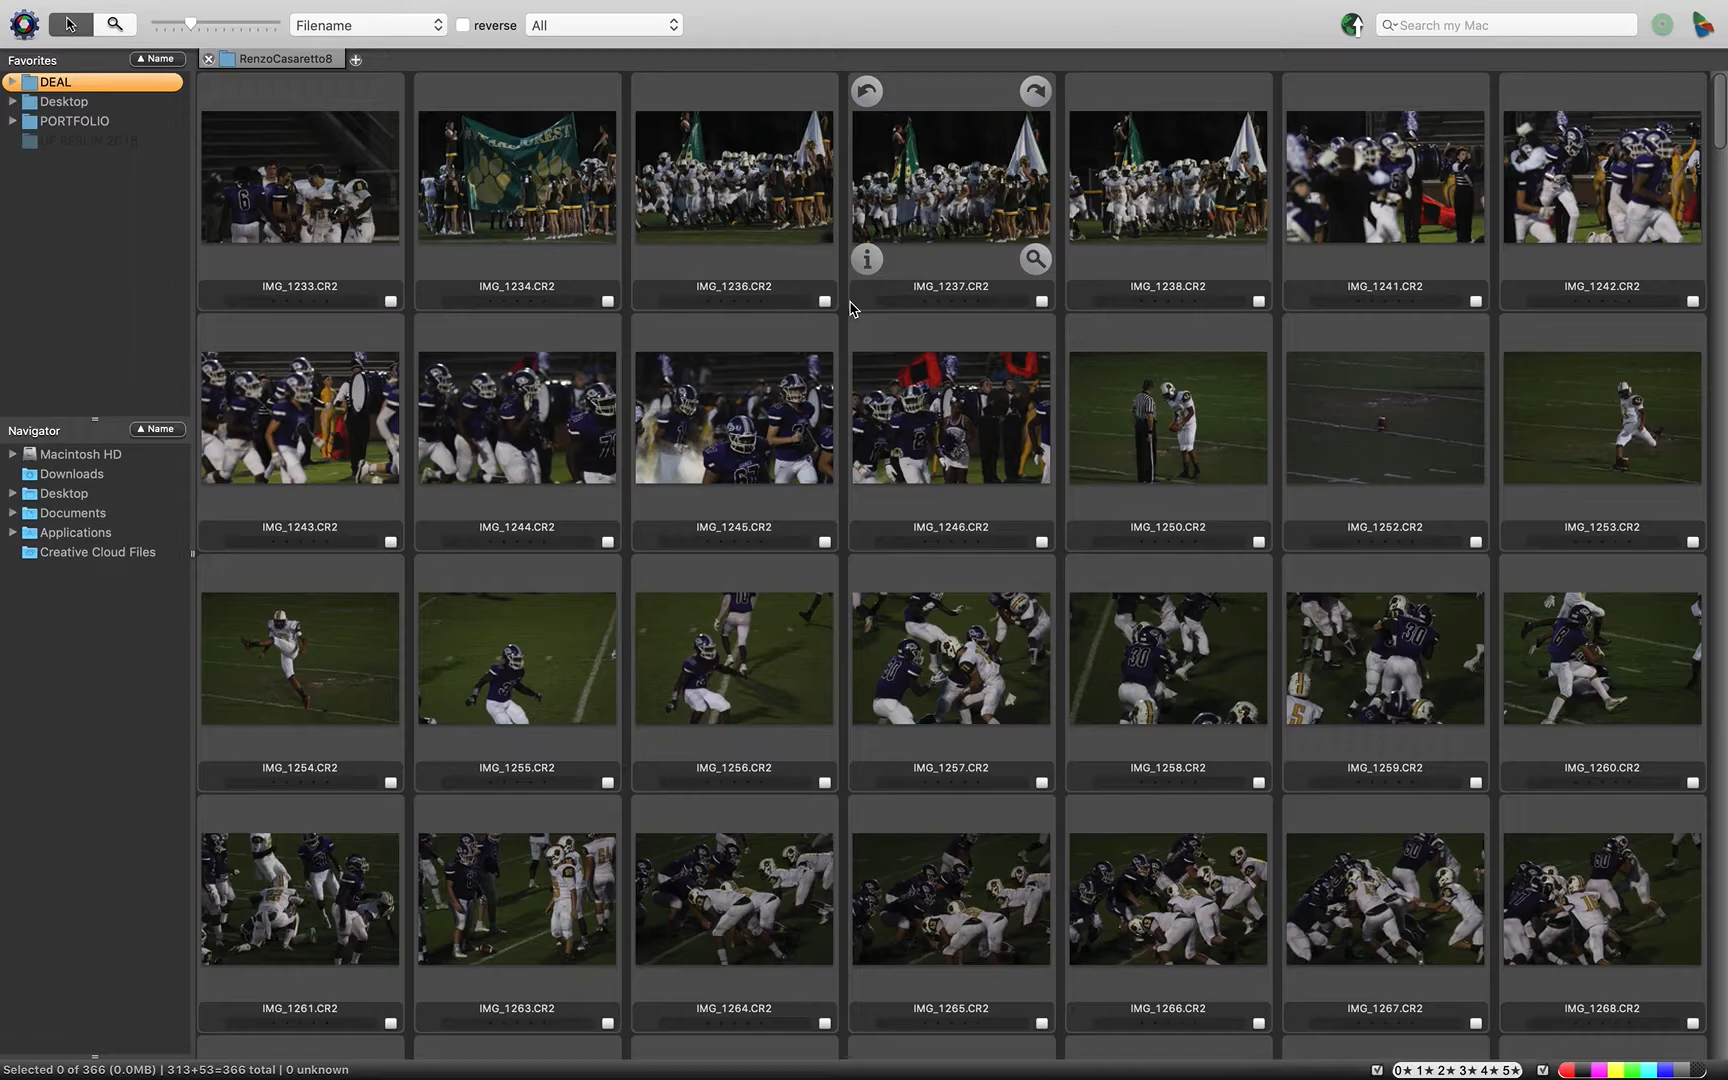 Filename
reverse
All
Search my Mac
Favorites
▲ Name
RenzoCasaretto8
DEAL
Desktop
PORTFOLIO
IMG_1233.CR2
IMG_1234.CR2
IMG_1236.CR2
IMG_1237.CR2
IMG_1238.CR2
IMG_1241.CR2
IMG_1242.CR2
Navigator
▲ Name
Macintosh HD
Downloads
Desktop
Documents
Applications
Creative Cloud Files
IMG_1243.CR2
IMG_1244.CR2
IMG_1245.CR2
IMG_1246.CR2
IMG_1250.CR2
IMG_1252.CR2
IMG_1253.CR2
IMG_1254.CR2
IMG_1255.CR2
IMG_1256.CR2
IMG_1257.CR2
IMG_1258.CR2
IMG_1259.CR2
IMG_1260.CR2
IMG_1261.CR2
IMG_1263.CR2
IMG_1264.CR2
IMG_1265.CR2
IMG_1266.CR2
IMG_1267.CR2
IMG_1268.CR2
Selected 0 of 366 (0.0MB) | 313+53=366 total | 0 unknown
0★ 1★ 2★ 3★ 4★ 5★